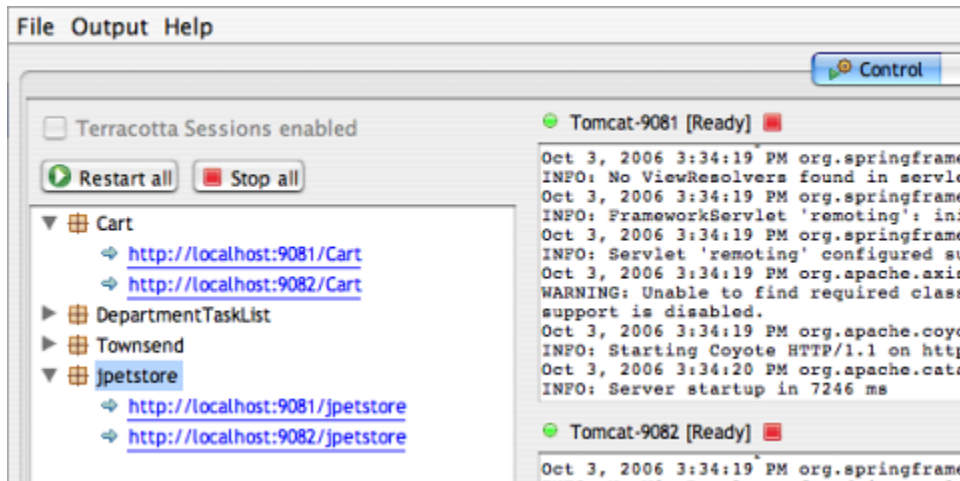 File Output Help
Control
Terracotta Sessions enabled
Restart all Stop all
Cart
http://localhost:9081/Cart
http://localhost:9082/Cart
DepartmentTaskList
Townsend
jpetstore
http://localhost:9081/jpetstore
http://localhost:9082/jpetstore
Tomcat-9081 [Ready]
Oct 3, 2006 3:34:19 PM org.springframe
INFO: No ViewResolvers found in servle
Oct 3, 2006 3:34:19 PM org.springframe
INFO: FrameworkServlet 'remoting': ini
Oct 3, 2006 3:34:19 PM org.springframe
INFO: Servlet 'remoting' configured su
Oct 3, 2006 3:34:19 PM org.apache.axis
WARNING: Unable to find required class
support is disabled.
Oct 3, 2006 3:34:19 PM org.apache.coyo
INFO: Starting Coyote HTTP/1.1 on http
Oct 3, 2006 3:34:20 PM org.apache.cata
INFO: Server startup in 7246 ms
Tomcat-9082 [Ready]
Oct 3, 2006 3:34:19 PM org.springframe